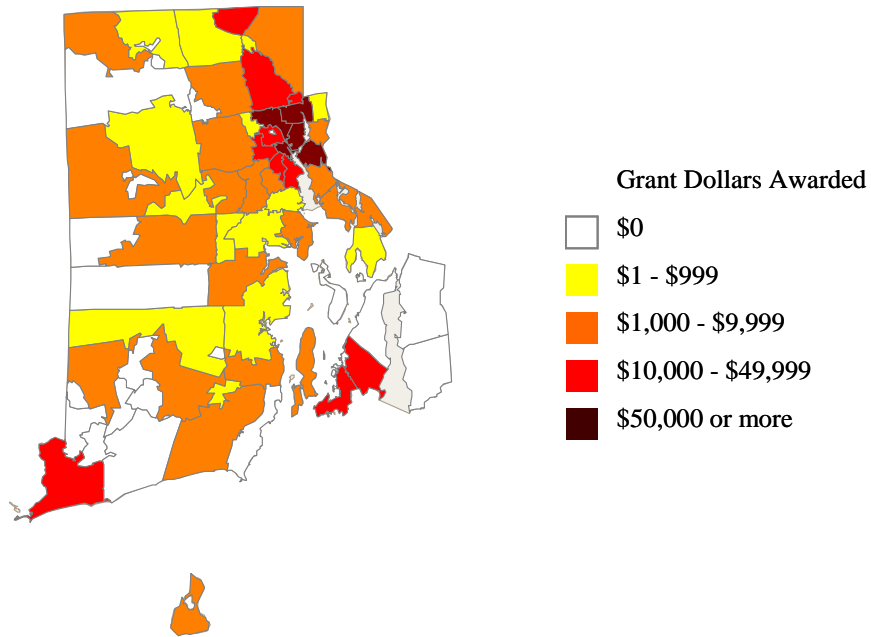 Grant Dollars Awarded
$0
$1 - $999
$1,000 - $9,999
$10,000 - $49,999
$50,000 or more